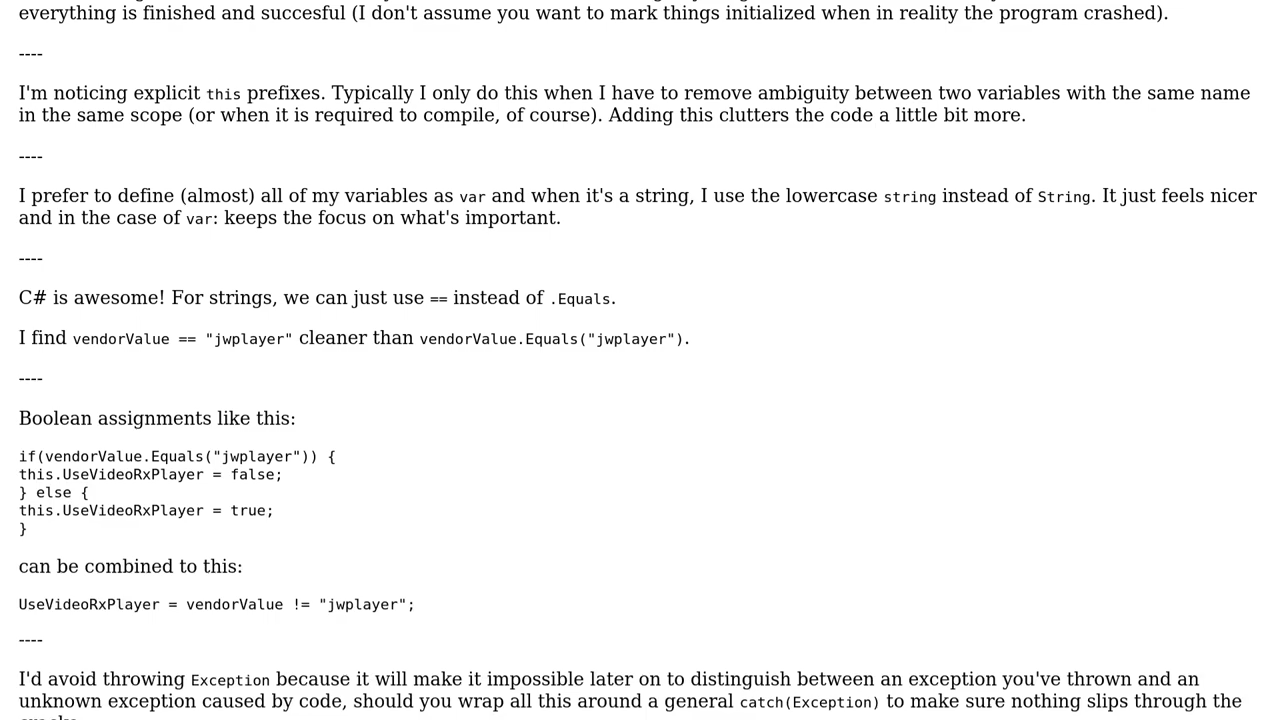 everything is finished and succesful (I don't assume you want to mark things initialized when in reality the program crashed).
----
I'm noticing explicit this prefixes. Typically I only do this when I have to remove ambiguity between two variables with the same name
in the same scope (or when it is required to compile, of course). Adding this clutters the code a little bit more.
----
I prefer to define (almost) all of my variables as var and when it's a string, I use the lowercase string instead of String. It just feels nicer
and in the case of var: keeps the focus on what's important.
----
C# is awesome! For strings, we can just use == instead of .Equals.
I find vendorValue == "jwplayer" cleaner than vendorValue.Equals("jwplayer").
----
Boolean assignments like this:
if(vendorValue.Equals("jwplayer")) {
this.UseVideoRxPlayer = false;
} else {
this.UseVideoRxPlayer = true;
}
can be combined to this:
UseVideoRxPlayer = vendorValue != "jwplayer";
----
I'd avoid throwing Exception because it will make it impossible later on to distinguish between an exception you've thrown and an
unknown exception caused by code, should you wrap all this around a general catch(Exception) to make sure nothing slips through the